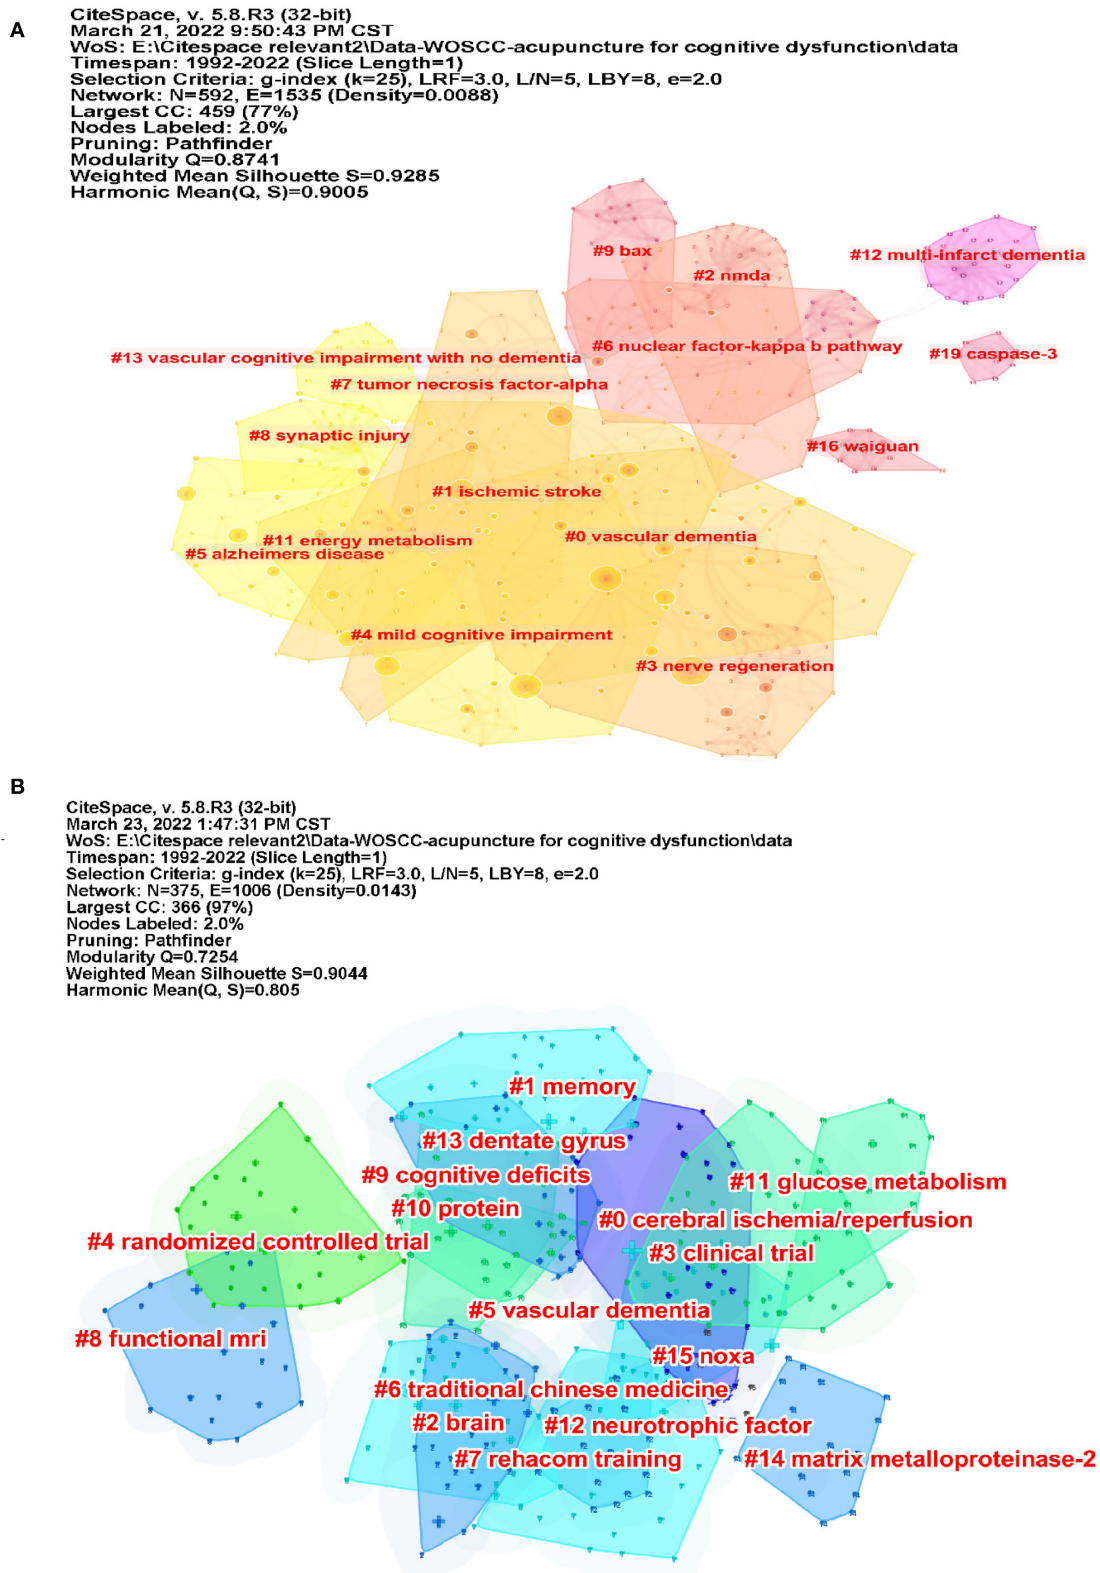 A
CiteSpace, v. 5.8.R3 (32-bit)
March 21, 2022 9:50:43 PM CST
WoS: E:\Citespace relevant2\Data-WOSCC-acupuncture for cognitive dysfunction\data
Timespan: 1992-2022 (Slice Length=1)
Selection Criteria: g-index (k=25), LRF=3.0, L/N=5, LBY=8, e=2.0
Network: N=592, E=1535 (Density=0.0088)
Largest CC: 459 (77%)
Nodes Labeled: 2.0%
Pruning: Pathfinder
Modularity Q=0.8741
Weighted Mean Silhouette S=0.9285
Harmonic Mean(Q, S)=0.9005
#9 bax
#12 multi-infarct dementia
#2 nmda
#6 nuclear factor-kappa b pathway
#19 caspase-3
#13 vascular cognitive impairment with no dementia
#7 tumor necrosis factor-alpha
#8 synaptic injury
#16 waiguan
#1 ischemic stroke
#0 vascular dementia
#11 energy metabolism
#5 alzheimers disease
#4 mild cognitive impairment
#3 nerve regeneration
B
CiteSpace, v. 5.8.R3 (32-bit)
March 23, 2022 1:47:31 PM CST
WoS: E:\Citespace relevant2\Data-WOSCC-acupuncture for cognitive dysfunction\data
Timespan: 1992-2022 (Slice Length=1)
Selection Criteria: g-index (k=25), LRF=3.0, L/N=5, LBY=8, e=2.0
Network: N=375, E=1006 (Density=0.0143)
Largest CC: 366 (97%)
Nodes Labeled: 2.0%
Pruning: Pathfinder
Modularity Q=0.7254
Weighted Mean Silhouette S=0.9044
Harmonic Mean(Q, S)=0.805
#1 memory
#13 dentate gyrus
#9 cognitive deficits
#11 glucose metabolism
#10 protein
#0 cerebral ischemia/reperfusion
#4 randomized controlled trial
#3 clinical trial
#5 vascular dementia
#8 functional mri
#15 noxa
#6 traditional chinese medicine
#2 brain
#12 neurotrophic factor
#7 rehacom training
#14 matrix metalloproteinase-2